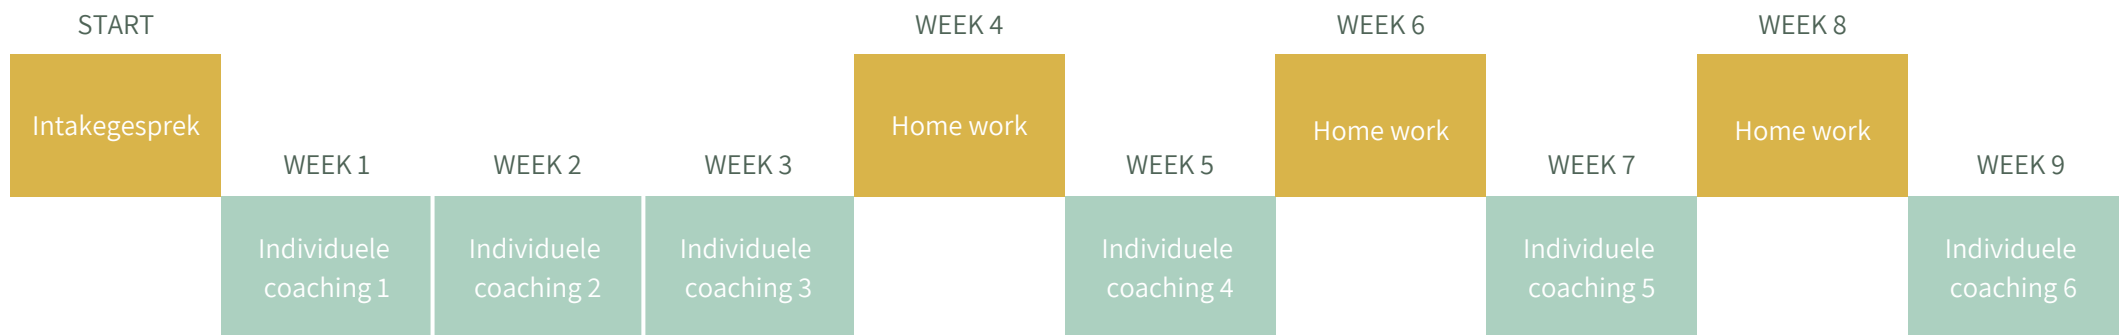 START
Intakegesprek
WEEK 1
Individuele
coaching 1
WEEK 2
Individuele
coaching 2
WEEK 3
Individuele
coaching 3
WEEK 4
Home work
WEEK 5
Individuele
coaching 4
WEEK 6
Home work
WEEK 7
Individuele
coaching 5
WEEK 8
Home work
WEEK 9
Individuele
coaching 6